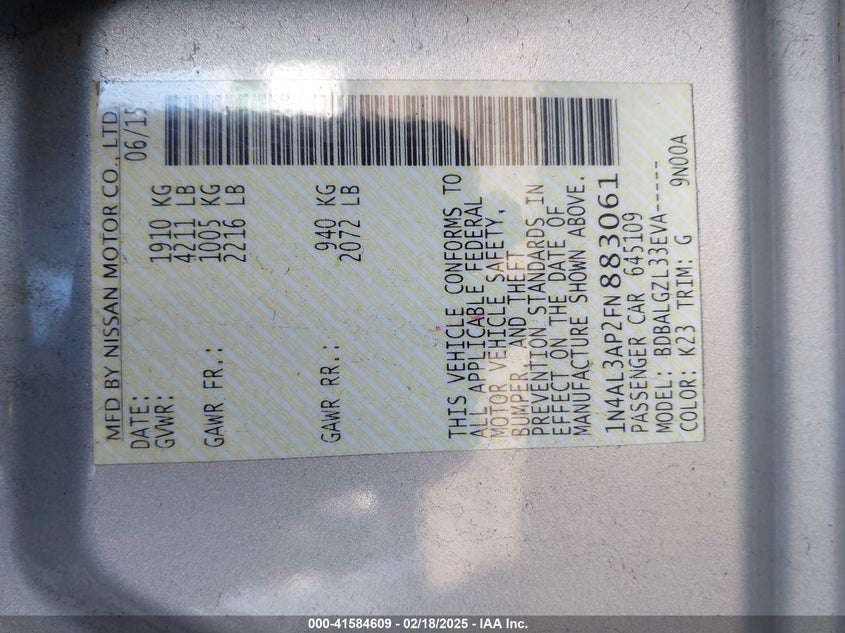 MFD BY NISSAN MOTOR CO., LTD.
DATE: 06/15
GVWR: 1910 KG
4211 LB
GAWR FR.: 1005 KG
2216 LB
GAWR RR.: 940 KG
2072 LB
THIS VEHICLE CONFORMS TO
ALL APPLICABLE FEDERAL
MOTOR VEHICLE SAFETY,
BUMPER, AND THEFT
PREVENTION STANDARDS IN
EFFECT ON THE DATE OF
MANUFACTURE SHOWN ABOVE.
1N4AL3AP2FN883061
PASSENGER CAR 645109
MODEL: BDBALGZL33EVA-----
COLOR: K23 TRIM: G 9N00A
000-41584609 - 02/18/2025 - IAA Inc.